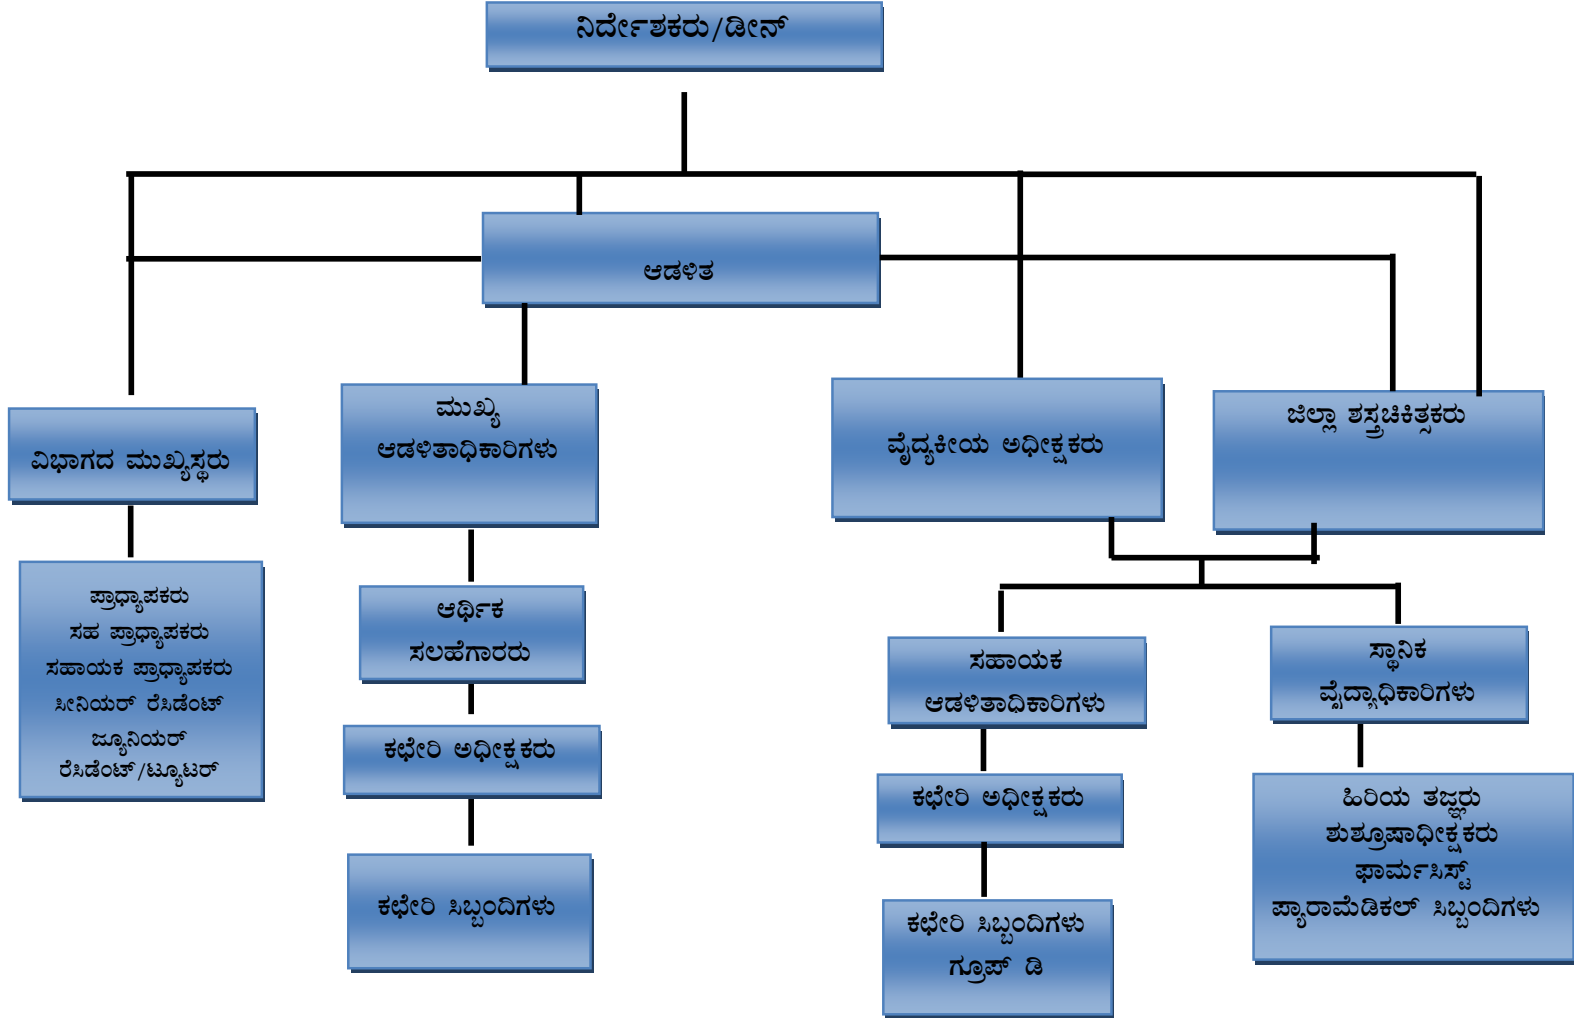 ನಿರ್ದೇಶಕರು/ಡೀನ್
ಆಡಳಿತ
ವಿಭಾಗದ ಮುಖ್ಯಸ್ಥರು
ಪ್ರಾಧ್ಯಾಪಕರು
ಸಹ ಪ್ರಾಧ್ಯಾಪಕರು
ಸಹಾಯಕ ಪ್ರಾಧ್ಯಾಪಕರು
ಸೀನಿಯರ್ ರೆಸಿಡೆಂಟ್
ಜ್ಯೂನಿಯರ್
ರೆಸಿಡೆಂಟ್/ಟ್ಯೂಟರ್
ಮುಖ್ಯ
ಆಡಳಿತಾಧಿಕಾರಿಗಳು
ಆರ್ಥಿಕ
ಸಲಹೆಗಾರರು
ಕಛೇರಿ ಅಧೀಕ್ಷಕರು
ಕಛೇರಿ ಸಿಬ್ಬಂದಿಗಳು
ವೈದ್ಯಕೀಯ ಅಧೀಕ್ಷಕರು
ಜಿಲ್ಲಾ ಶಸ್ತ್ರಚಿಕಿತ್ಸಕರು
ಸಹಾಯಕ
ಆಡಳಿತಾಧಿಕಾರಿಗಳು
ಕಛೇರಿ ಅಧೀಕ್ಷಕರು
ಕಛೇರಿ ಸಿಬ್ಬಂದಿಗಳು
ಗ್ರೂಪ್ ಡಿ
ಸ್ಥಾನಿಕ
ವೈದ್ಯಾಧಿಕಾರಿಗಳು
ಹಿರಿಯ ತಜ್ಞರು
ಶುಶ್ರೂಷಾಧೀಕ್ಷಕರು
ಫಾರ್ಮಸಿಸ್ಟ್
ಪ್ಯಾರಾಮೆಡಿಕಲ್ ಸಿಬ್ಬಂದಿಗಳು